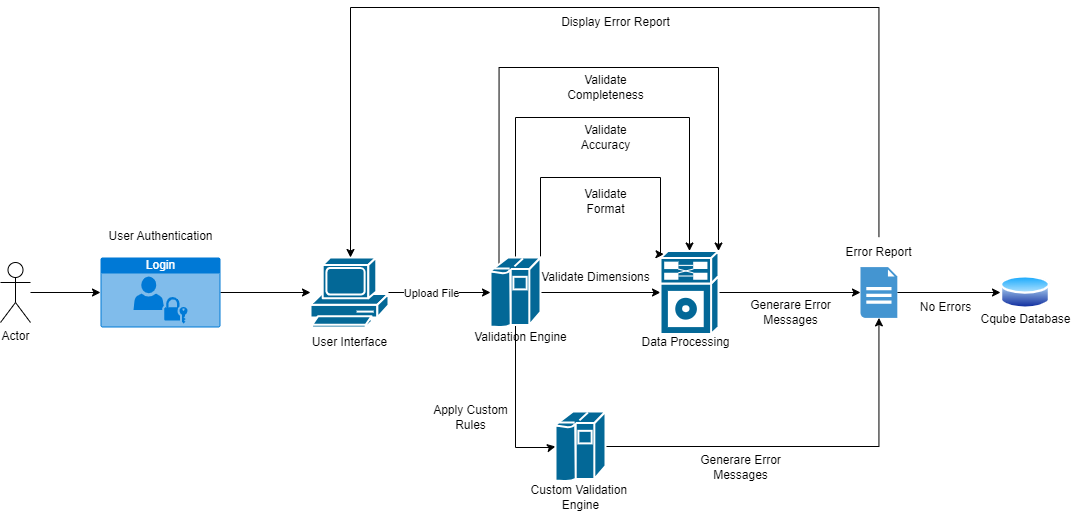 Display Error Report
Validate
Completeness
Validate
Accuracy
Validate
Format
User Authentication
Login
Error Report
Validate Dimensions
Upload File
Generare Error
Messages
No Errors
Cqube Database
Actor
User Interface
Validation Engine
Data Processing
Apply Custom
Rules
Generare Error
Messages
Custom Validation
Engine